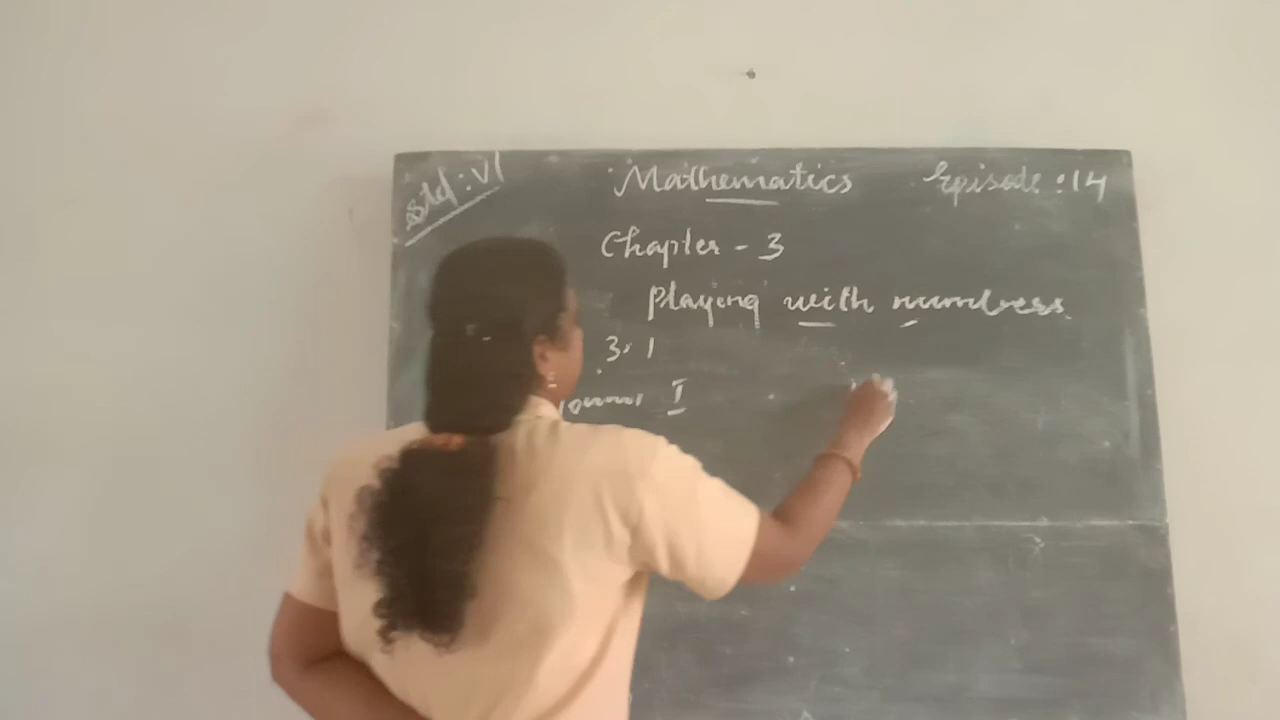 Std : VI
Mathematics
Episode : 14
Chapter - 3
Playing with numbers
3.1
I